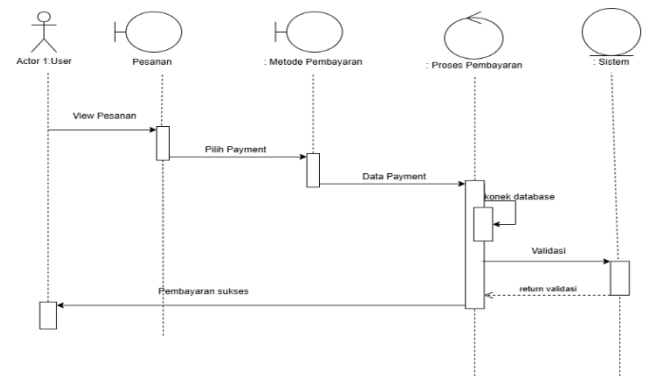 Actor 1:User
Pesanan
: Metode Pembayaran
: Proses Pembayaran
: Sistem
View Pesanan
Pilih Payment
Data Payment
konek database
Validasi
return validasi
Pembayaran sukses